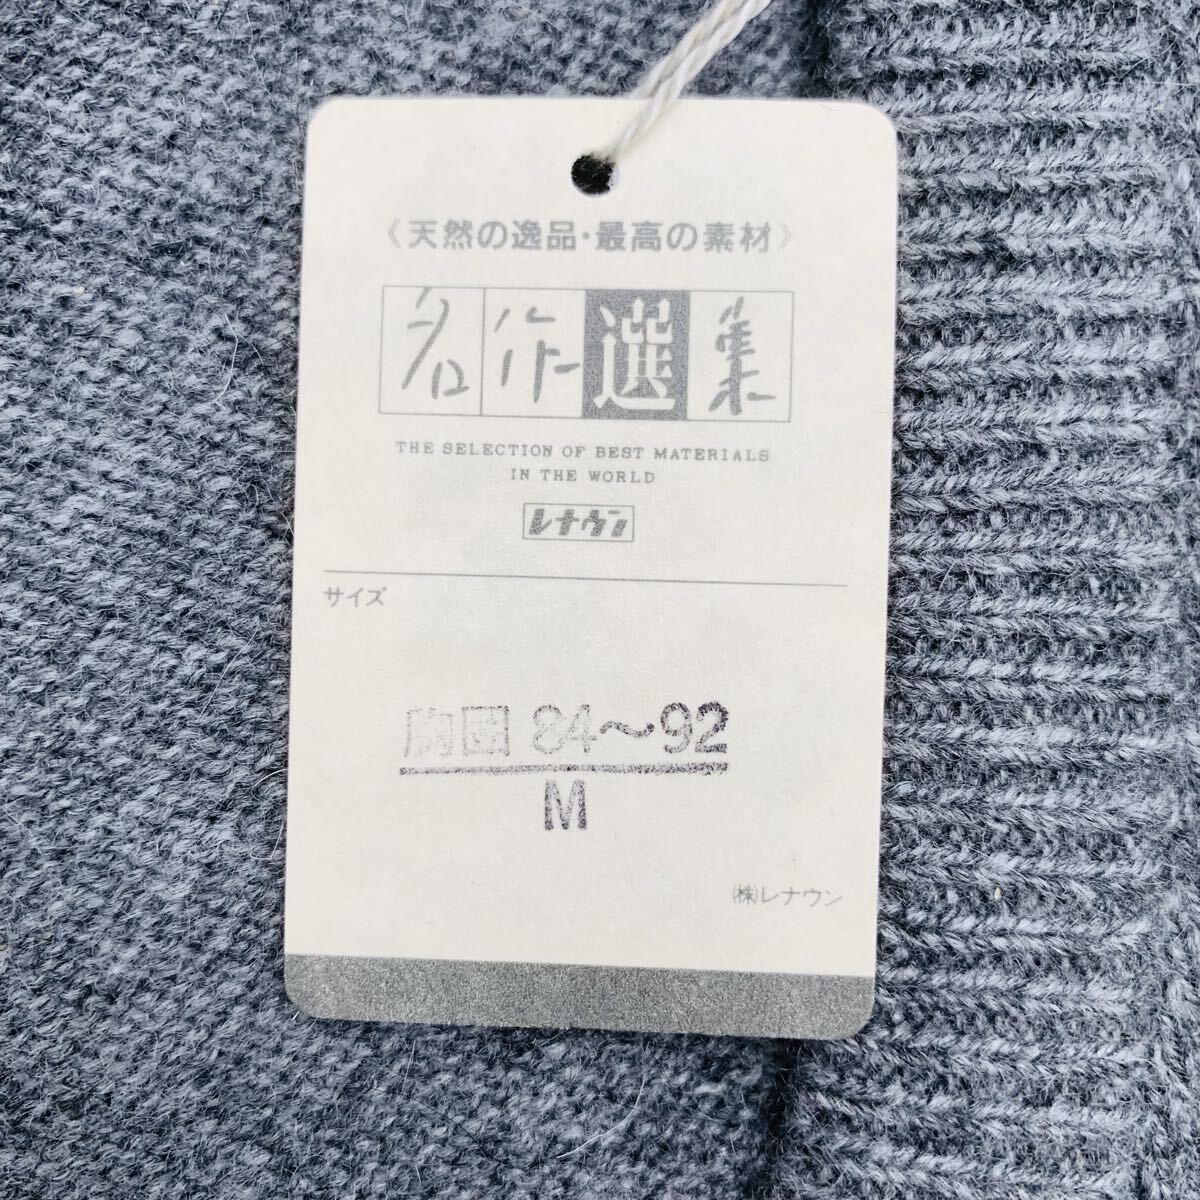 《天然の逸品・最高の素材》
名作選集
THE SELECTION OF BEST MATERIALS
IN THE WORLD
レナウン
サイズ
胸囲 84〜92
M
㈱レナウン